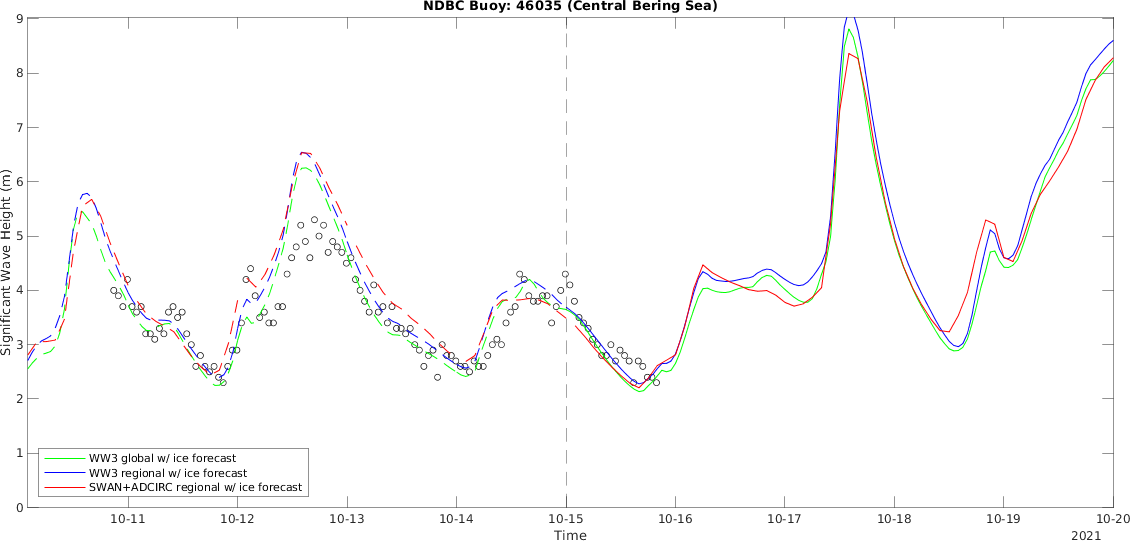 NDBC Buoy: 46035 (Central Bering Sea)
Significant Wave Height (m)
9
8
7
6
5
4
3
2
1
0
WW3 global w/ ice forecast
WW3 regional w/ ice forecast
SWAN+ADCIRC regional w/ ice forecast
10-11 10-12 10-13 10-14 10-15 10-16 10-17 10-18 10-19 10-20
Time
2021